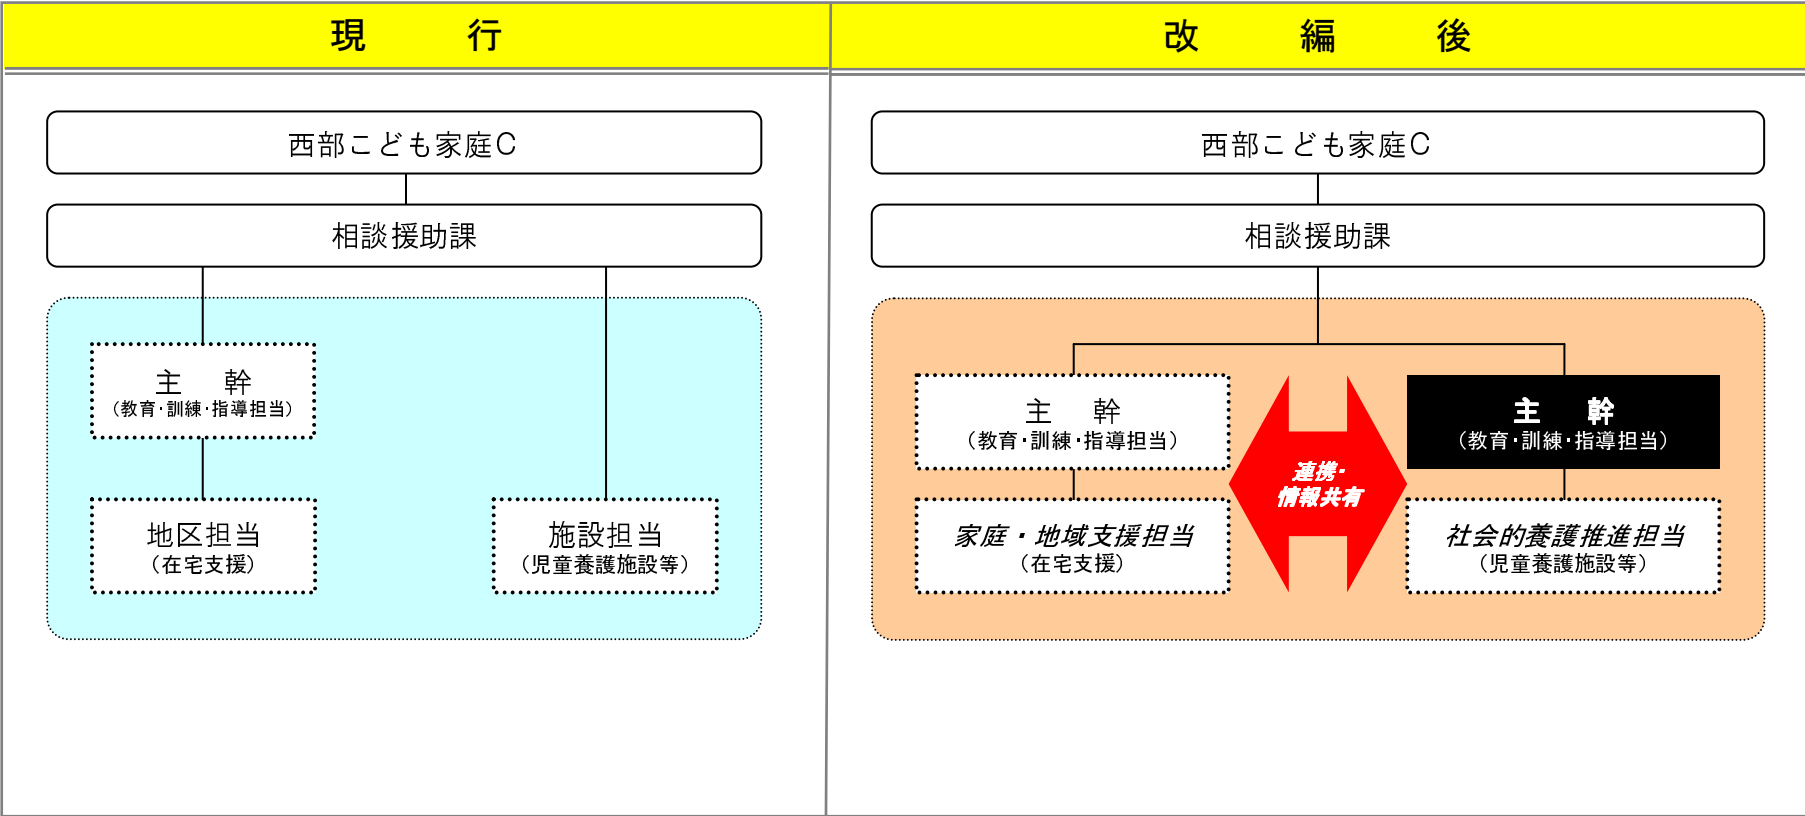 現行
西部こども家庭C
相談援助課
主幹
（教育・訓練・指導担当）
地区担当
（在宅支援）
施設担当
（児童養護施設等）
改編後
西部こども家庭C
相談援助課
主幹
（教育・訓練・指導担当）
家庭・地域支援担当
（在宅支援）
連携・
情報共有
主幹
（教育・訓練・指導担当）
社会的養護推進担当
（児童養護施設等）